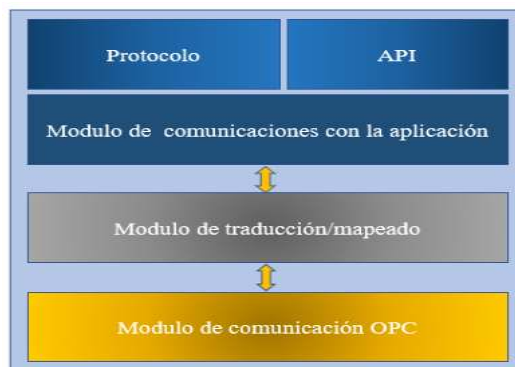 Protocolo
API
Modulo de comunicaciones con la aplicación
Modulo de traducción/mapeado
Modulo de comunicación OPC